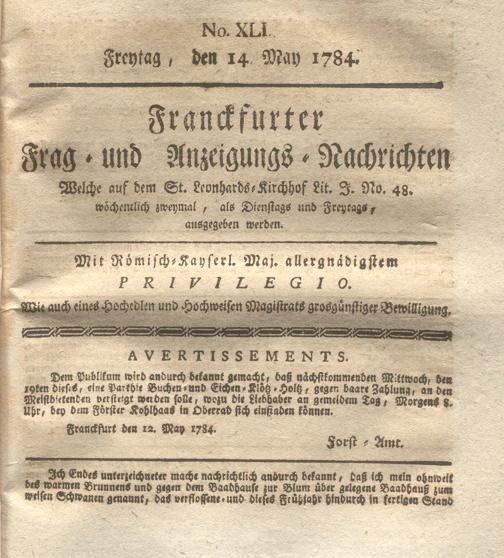 No. XLI.
Freytag, den 14. May 1784.
Franckfurter
Frag- und Anzeigungs-Nachrichten
Welche auf dem St. Leonhards-Kirchhof Lit. J. No. 48.
wöchentlich zweymal, als Dienstags und Freytags,
ausgegeben werden.
Mit Römisch-Kayserl. Maj. allergnädigstem
PRIVILEGIO.
Wie auch eines Hochedlen und Hochweisen Magistrats grosgünstiger Bewilligung.
AVERTISSEMENTS.
Dem Publikum wird andurch bekannt gemacht, daß nächstkommenden Mittwoch, den
19ten dieses, eine Parthie Buchen- und Eichen-Klötz-Holtz, gegen baare Zahlung, an den
Meistbietenden versteigt werden solle, wozu die Liebhaber an gemeldem Tag, Morgens 8.
Uhr, bey dem Förster Kohlhaas in Oberrad sich einfinden können.
Franckfurt den 12. May 1784.
Forst-Amt.
Ich Endes unterzeichneter mache nachrichtlich andurch bekannt, daß ich mein ohnweit
des warmen Brunnens und gegen dem Baadhause zur Blum über gelegene Baadhauß zum
weisen Schwanen genannt, das verflossene- und dieses Frühjahr hindurch in fertigen Stand